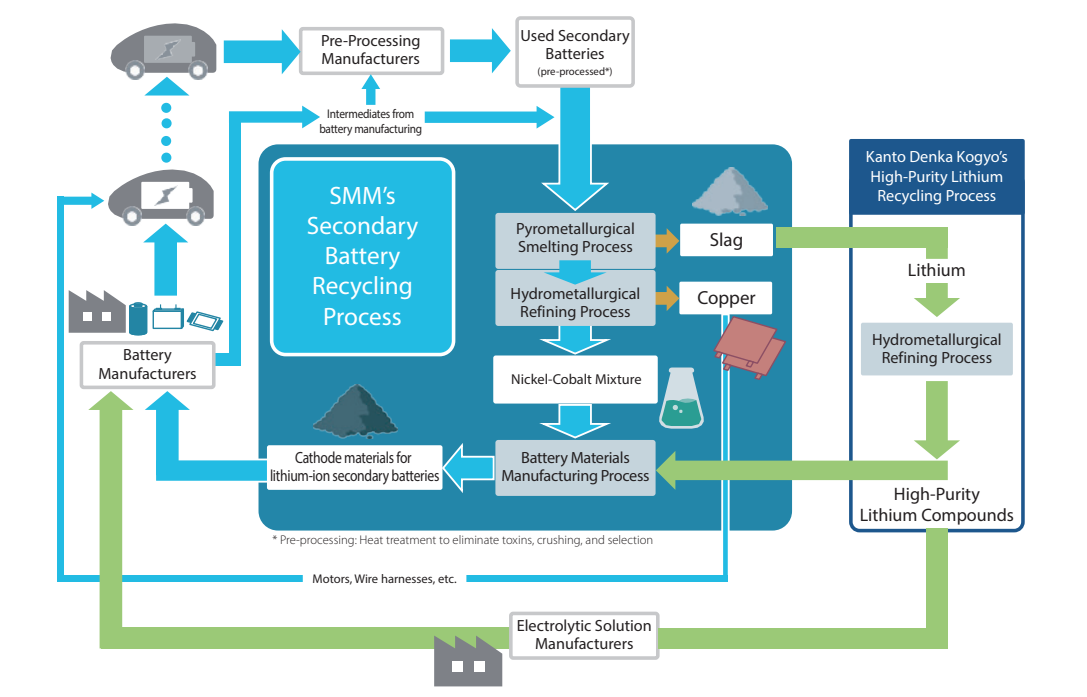 Pre-Processing
Manufacturers
Used Secondary
Batteries
(pre-processed*)
Intermediates from
battery manufacturing
SMM's
Secondary
Battery
Recycling
Process
Pyrometallurgical
Smelting Process
Slag
Hydrometallurgical
Refining Process
Copper
Nickel-Cobalt Mixture
Battery Materials
Manufacturing Process
Cathode materials for
lithium-ion secondary batteries
Battery
Manufacturers
Kanto Denka Kogyo's
High-Purity Lithium
Recycling Process
Lithium
Hydrometallurgical
Refining Process
High-Purity
Lithium Compounds
* Pre-processing: Heat treatment to eliminate toxins, crushing, and selection
Motors, Wire harnesses, etc.
Electrolytic Solution
Manufacturers